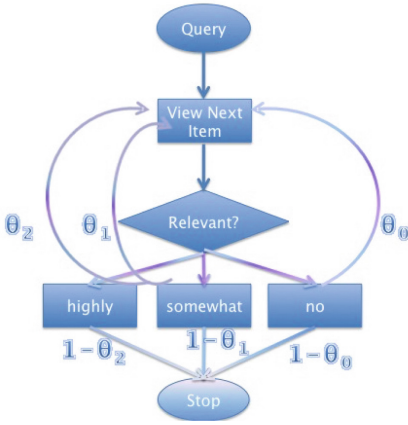 Query
View Next
Item
Relevant?
θ₂
θ₁
θ₀
highly
somewhat
no
1-θ₂
1-θ₁
1-θ₀
Stop